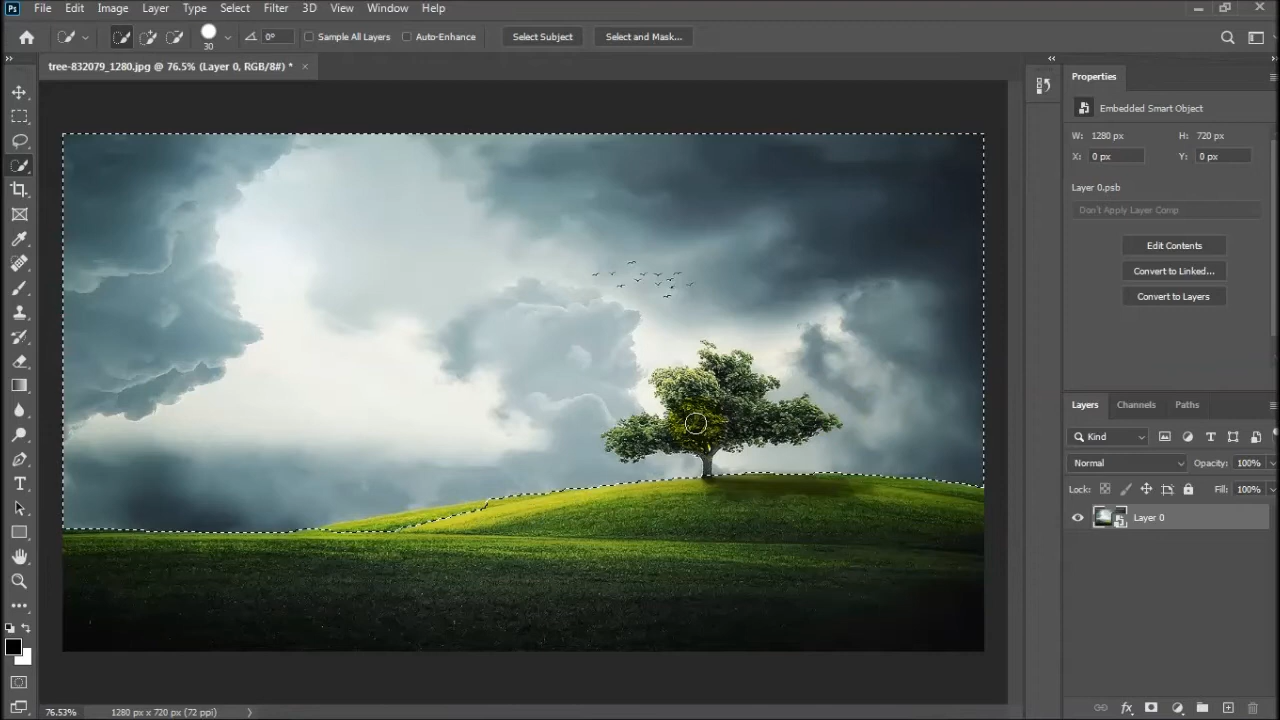 Ps File Edit Image Layer Type Select Filter 3D View Window Help
30 0° Sample All Layers Auto-Enhance Select Subject Select and Mask...
tree-832079_1280.jpg @ 76.5% (Layer 0, RGB/8#) * ×
Properties
Embedded Smart Object
W: 1280 px H: 720 px
X: 0 px Y: 0 px
Layer 0.psb
Don't Apply Layer Comp
Edit Contents
Convert to Linked...
Convert to Layers
Layers Channels Paths
Kind
Normal Opacity: 100%
Lock: Fill: 100%
Layer 0
76.53% 1280 px x 720 px (72 ppi)